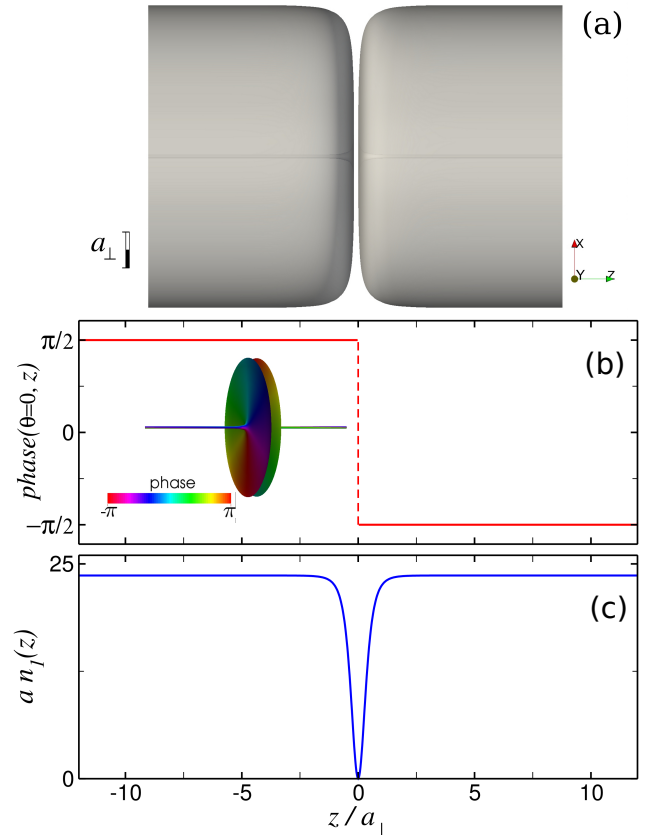 (a)
a⊥
X
Y
Z
π/2
(b)
phase(θ=0, z)
0
phase
-π
π
−π/2
25
(c)
a n₁(z)
0
-10
-5
0
5
10
z / a⊥